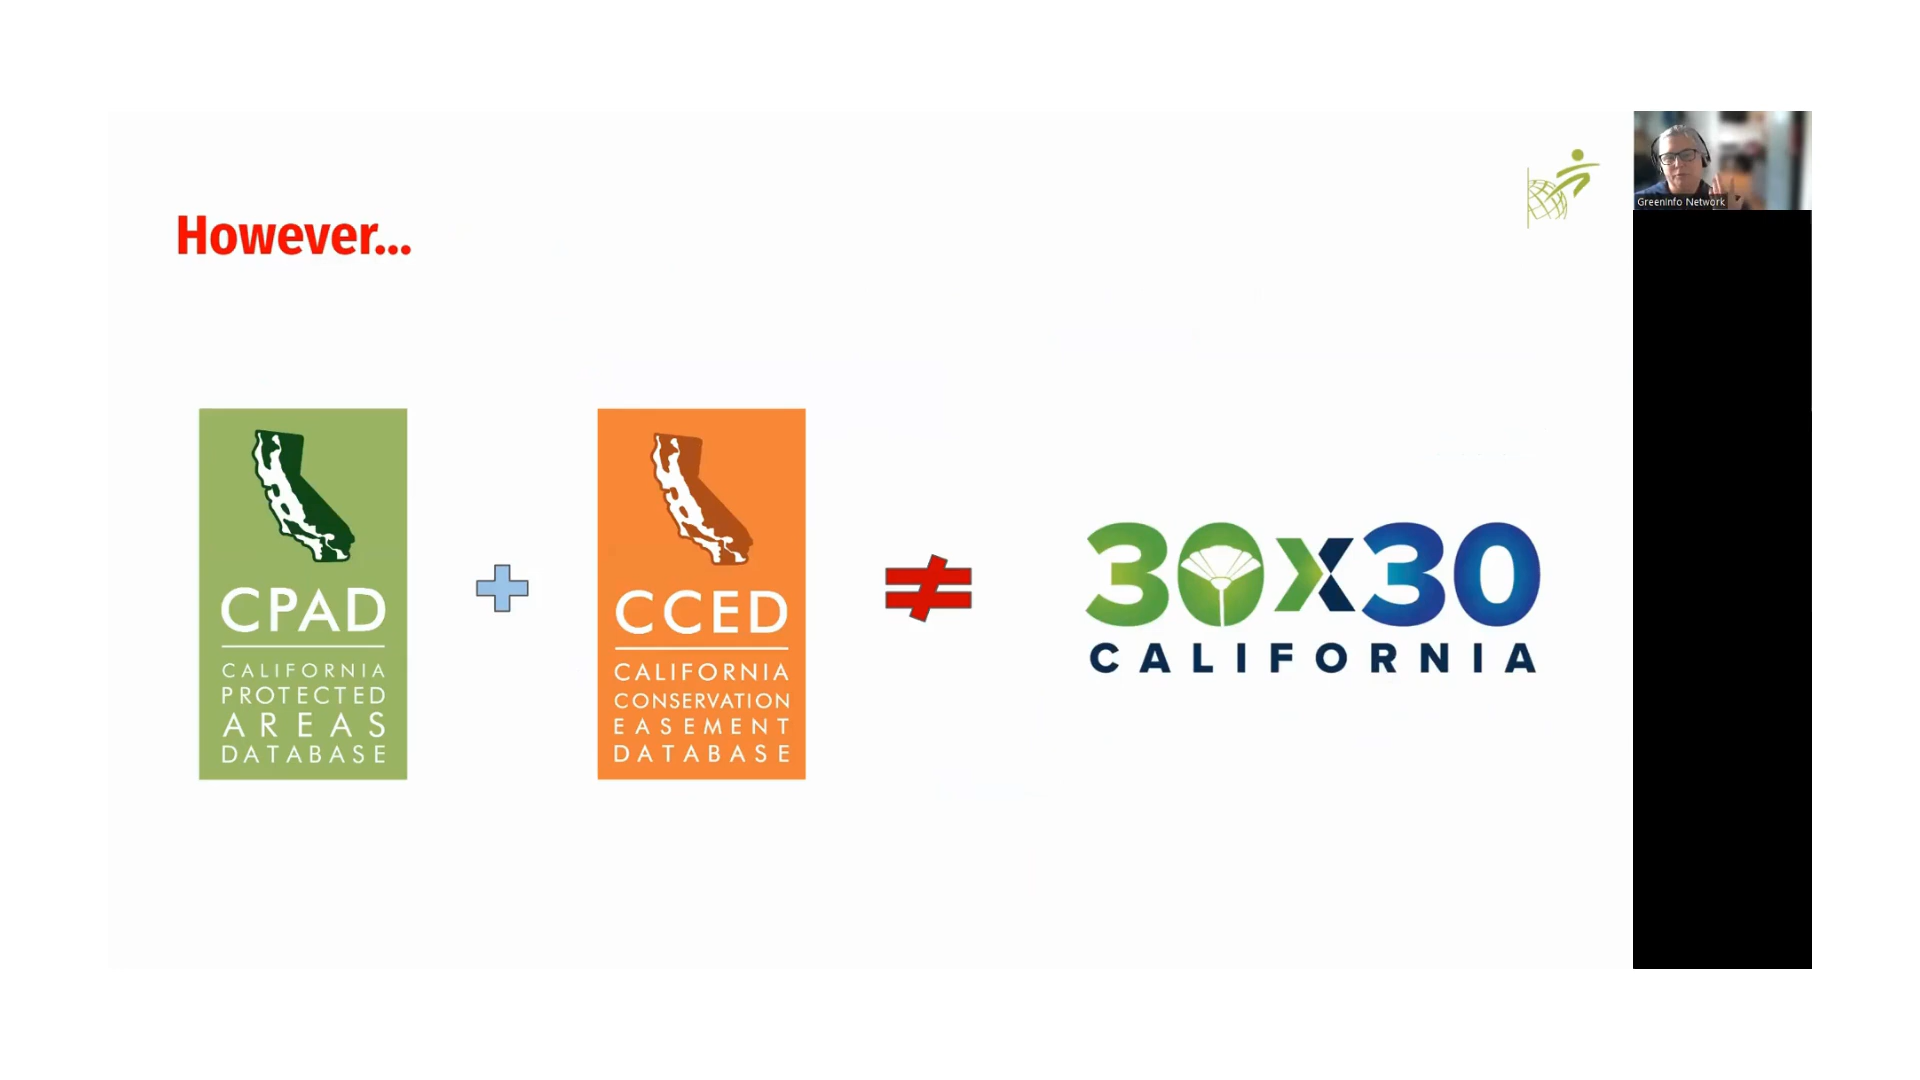 However...
GreenInfo Network
CPAD
CALIFORNIA
PROTECTED
AREAS
DATABASE
CCED
CALIFORNIA
CONSERVATION
EASEMENT
DATABASE
30x30
CALIFORNIA